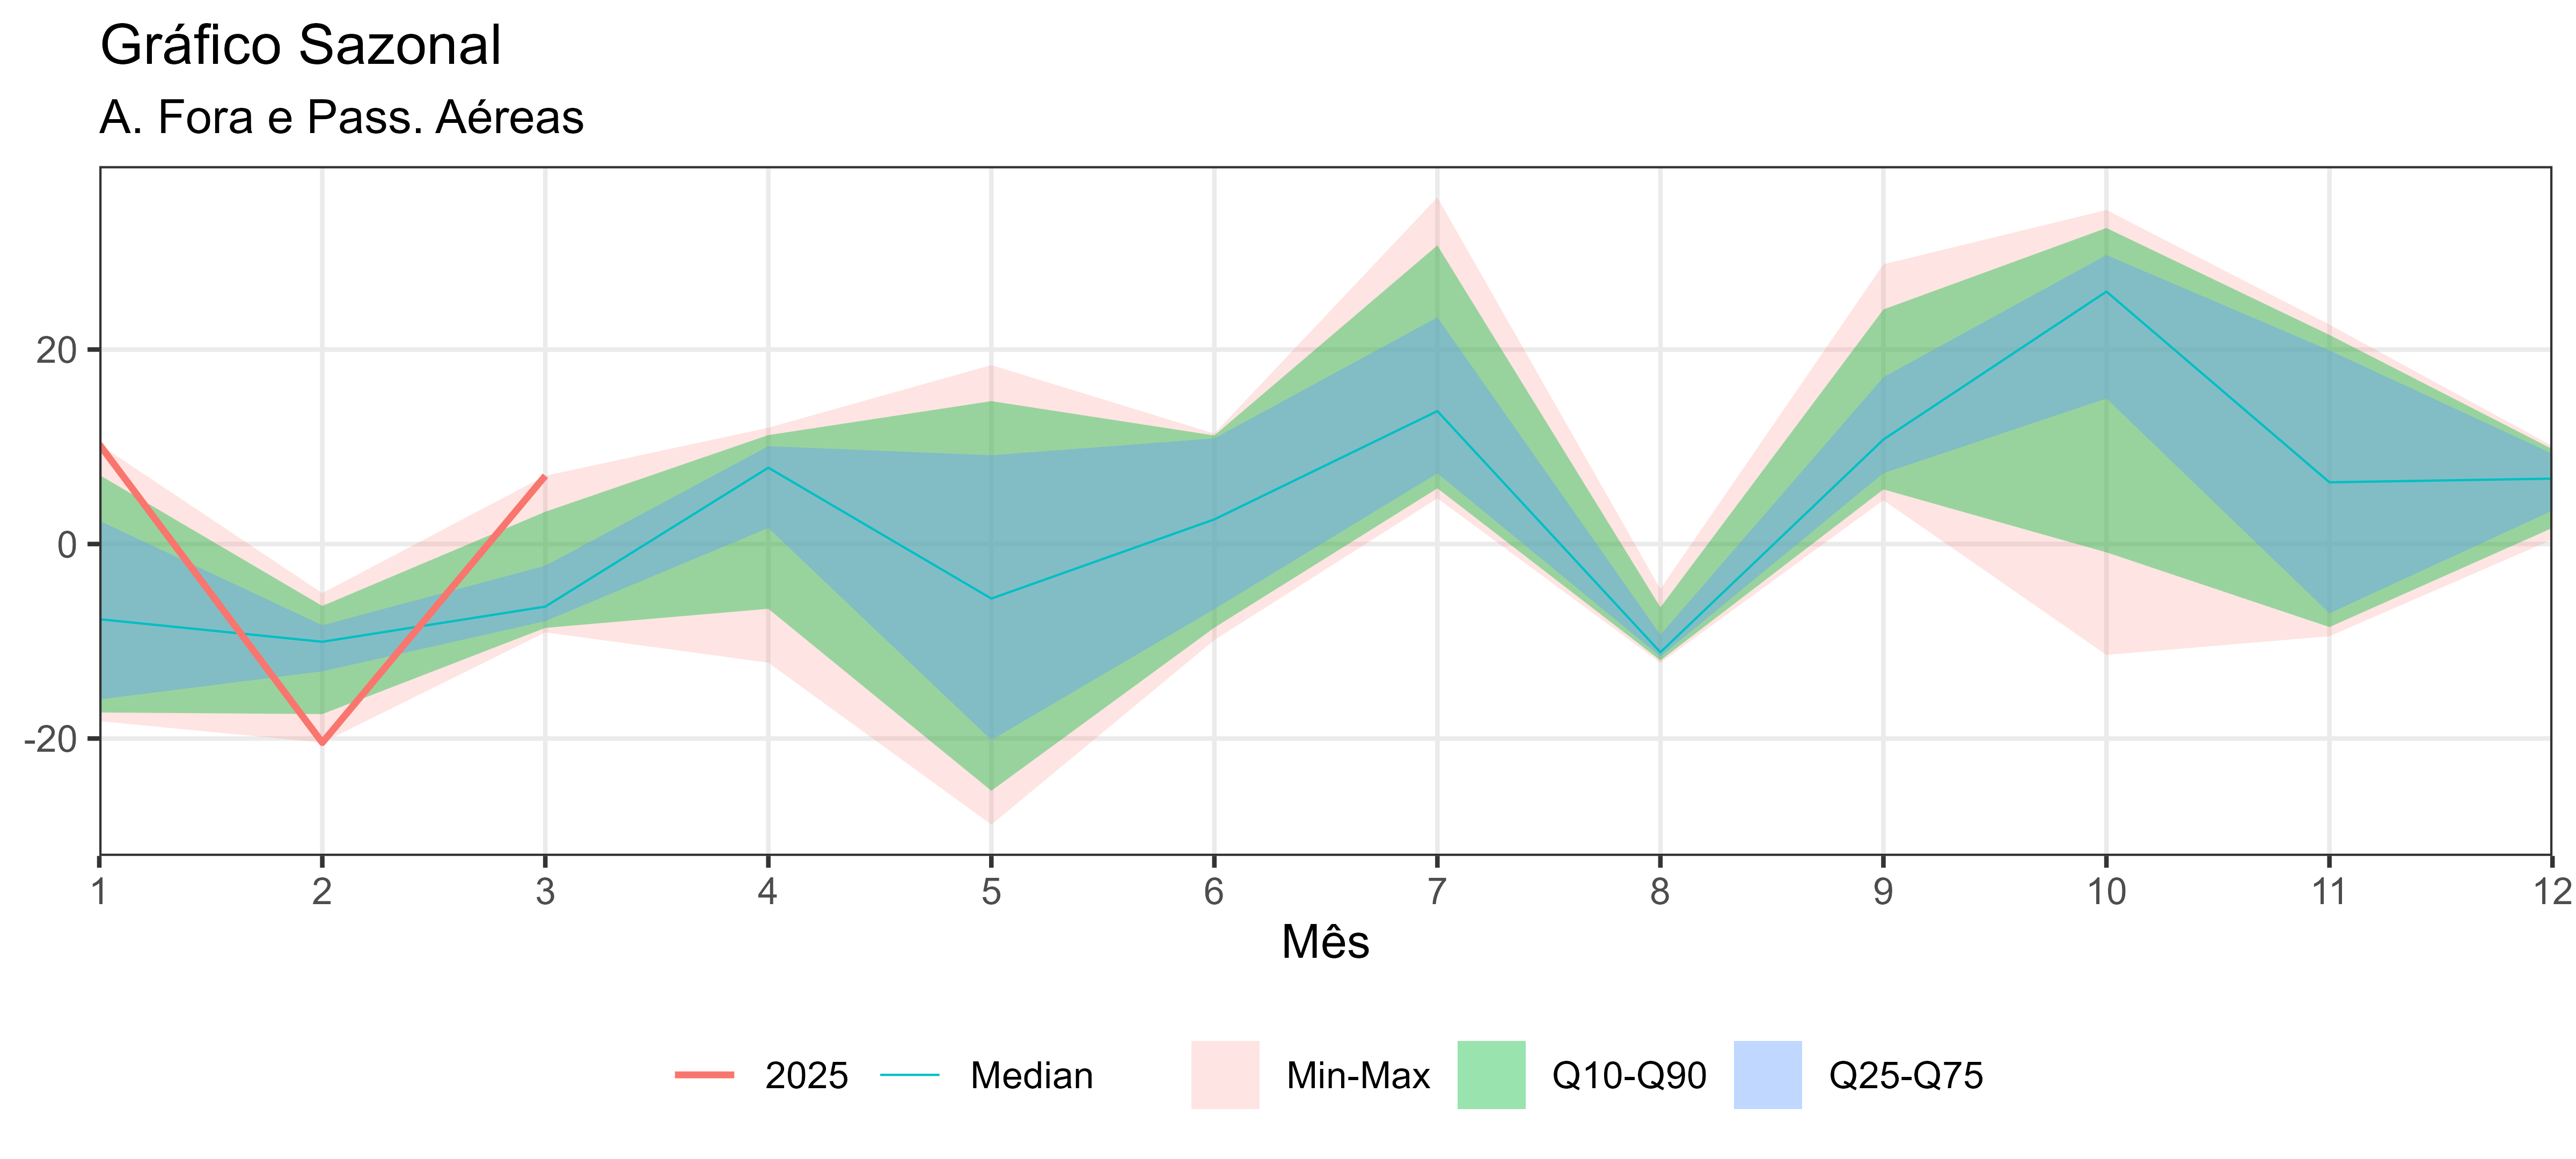 Gráfico Sazonal
A. Fora e Pass. Aéreas
20
0
-20
1 2 3 4 5 6 7 8 9 10 11 12
Mês
2025 Median Min-Max Q10-Q90 Q25-Q75